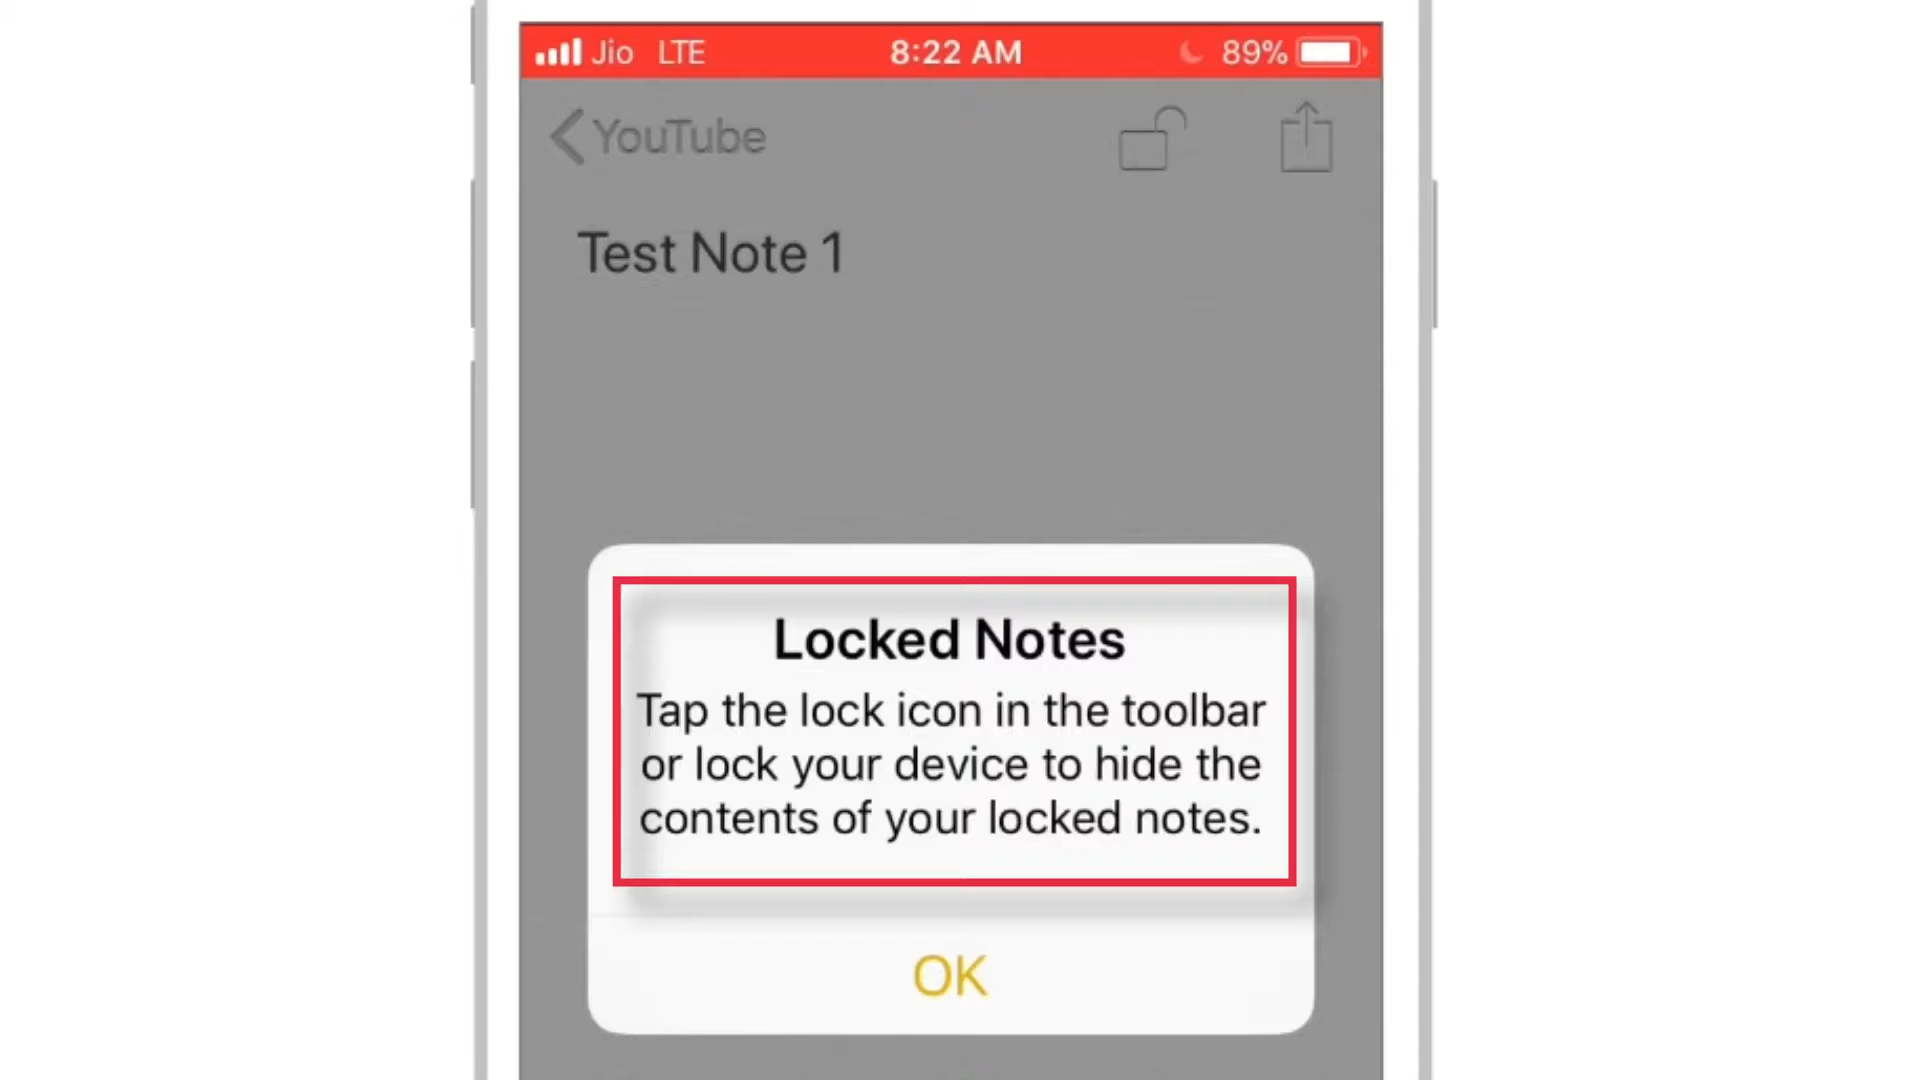 Jio LTE 8:22 AM 89%
YouTube
Test Note 1
Locked Notes
Tap the lock icon in the toolbar
or lock your device to hide the
contents of your locked notes.
OK